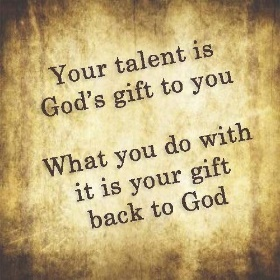 Your talent is
God's gift to you
What you do with
it is your gift
back to God